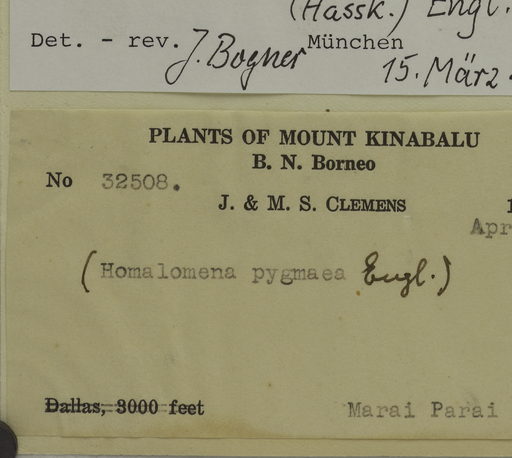 (Hassk.) Engl.
Det. - rev. J. Bogner München
15. März
PLANTS OF MOUNT KINABALU
B. N. Borneo
No 32508.
J. & M. S. CLEMENS
Apr
(Homalomena pygmaea Engl.)
Dallas, 3000 feet Marai Parai